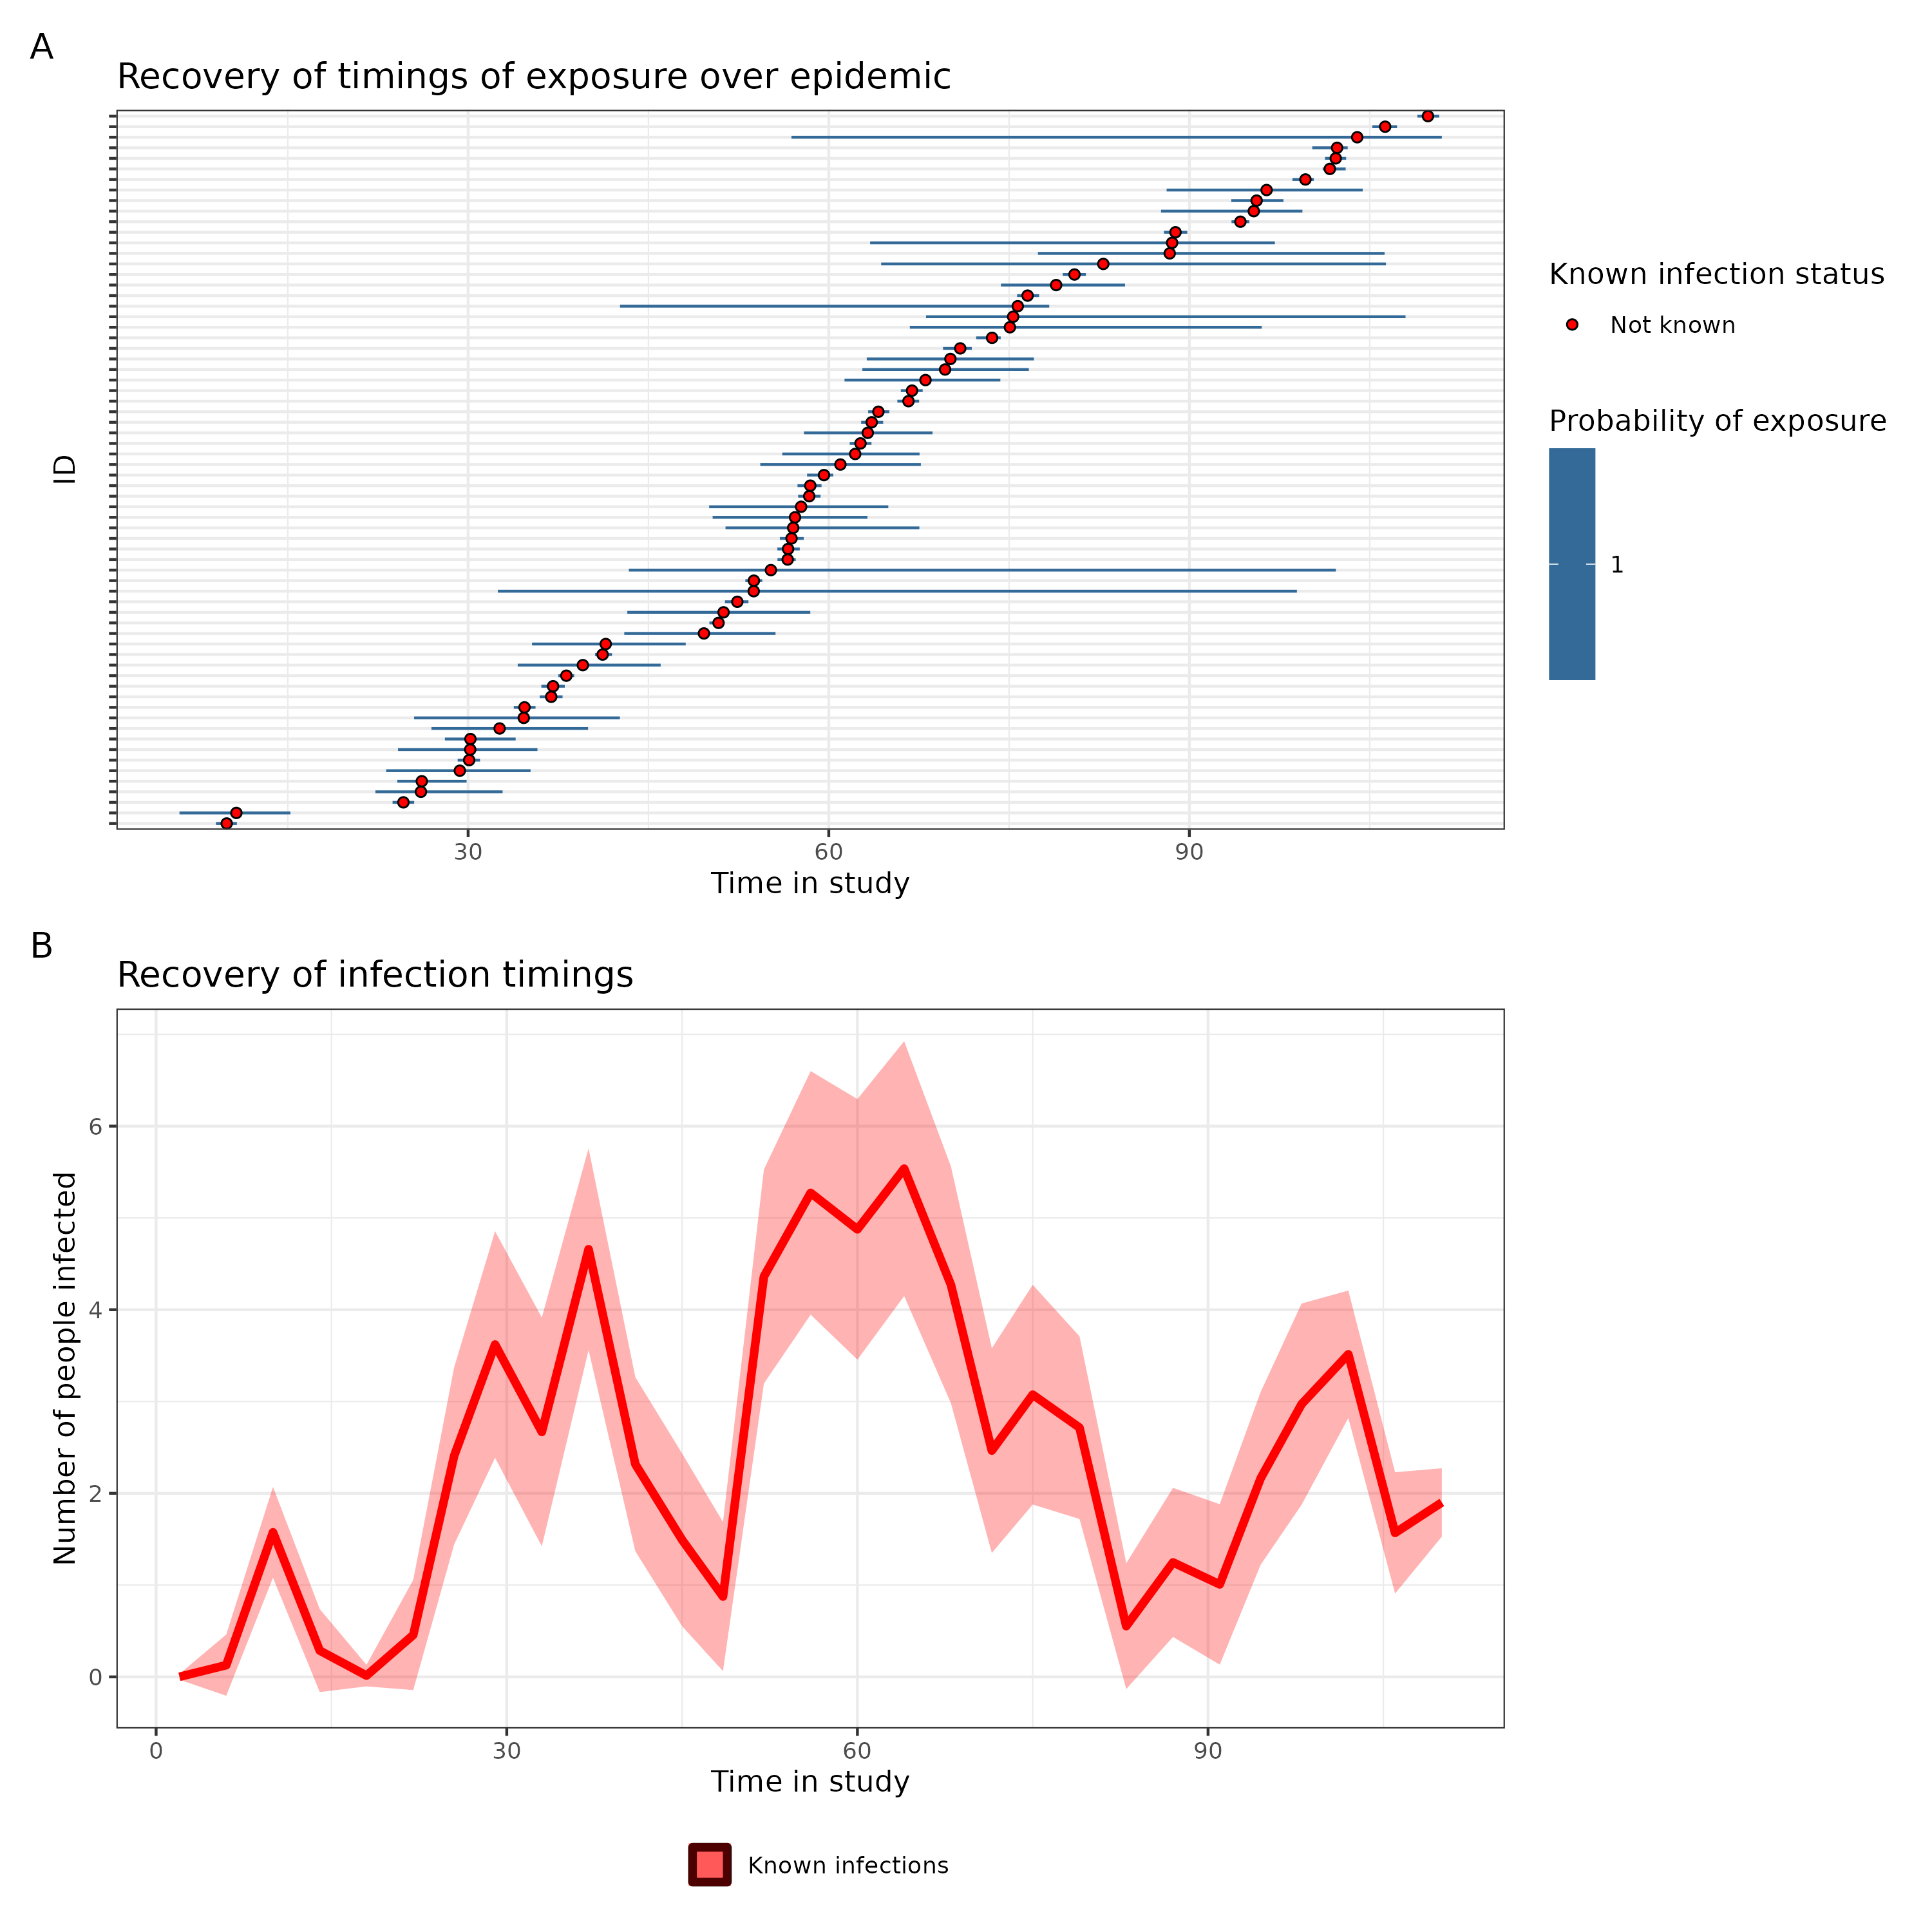 A
Recovery of timings of exposure over epidemic
ID
30
60
90
Time in study
Known infection status
Not known
Probability of exposure
1
B
Recovery of infection timings
Number of people infected
6
4
2
0
0
30
60
90
Time in study
Known infections